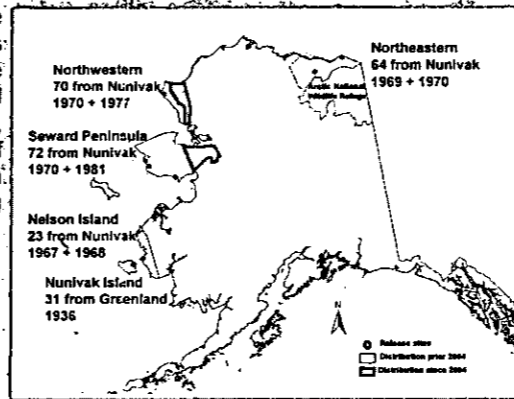 Northwestern
70 from Nunivak
1970 + 1977
Northeastern
64 from Nunivak
1969 + 1970
Arctic National
Wildlife Refuge
Seward Peninsula
72 from Nunivak
1970 + 1981
Nelson Island
23 from Nunivak
1967 + 1968
Nunivak Island
31 from Greenland
1936
N
Release sites
Distribution prior 2004
Distribution since 2004